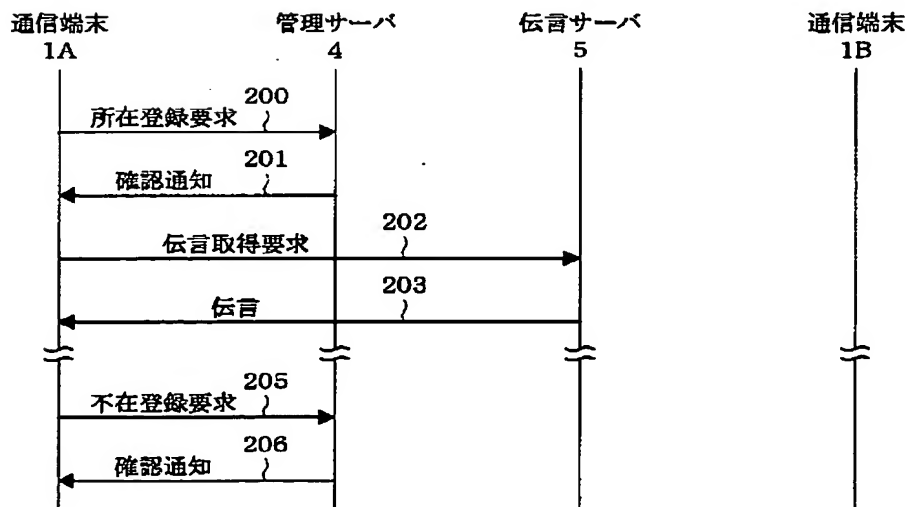 通信端末 管理サーバ 伝言サーバ 通信端末
1A 4 5 1B
200
所在登録要求
201
確認通知
202
伝言取得要求
203
伝言
205
不在登録要求
206
確認通知